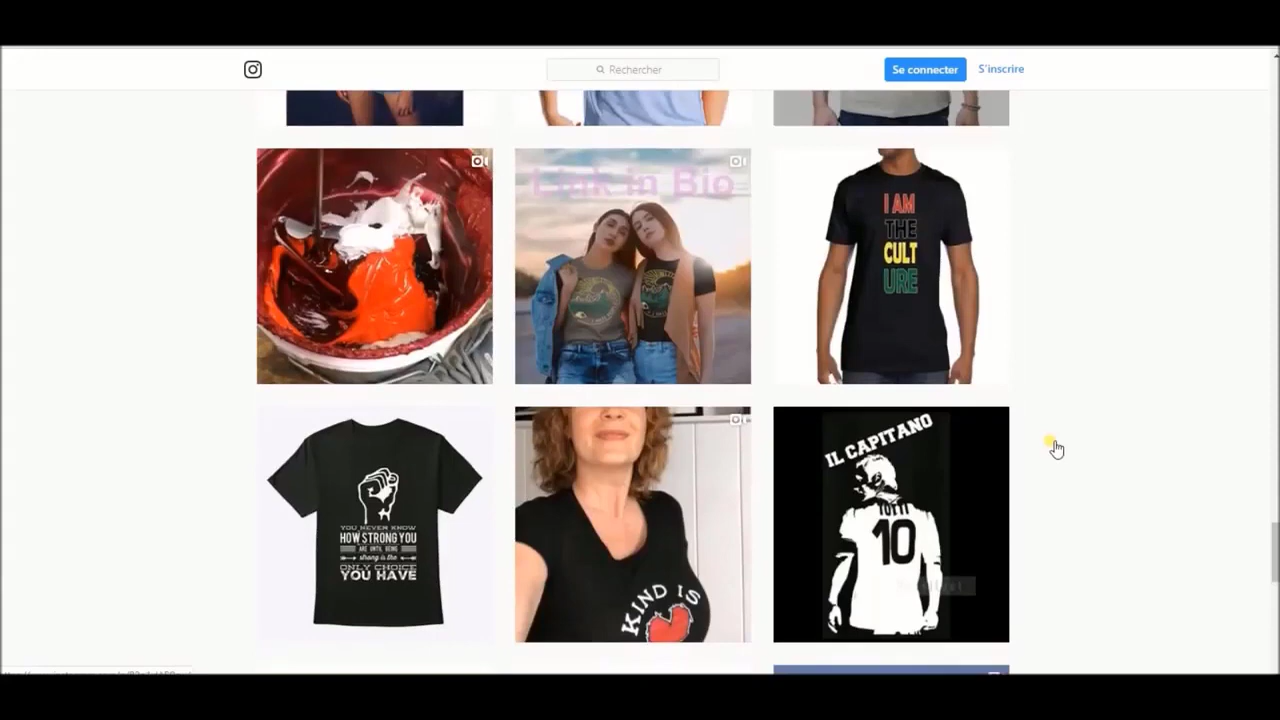 Rechercher
Se connecter
S'inscrire
Link in Bio
I AM
THE
CULT
URE
YOU NEVER KNOW
HOW STRONG YOU
ARE UNTIL BEING
strong is the
ONLY CHOICE
YOU HAVE
KIND IS
IL CAPITANO
TOTTI
10